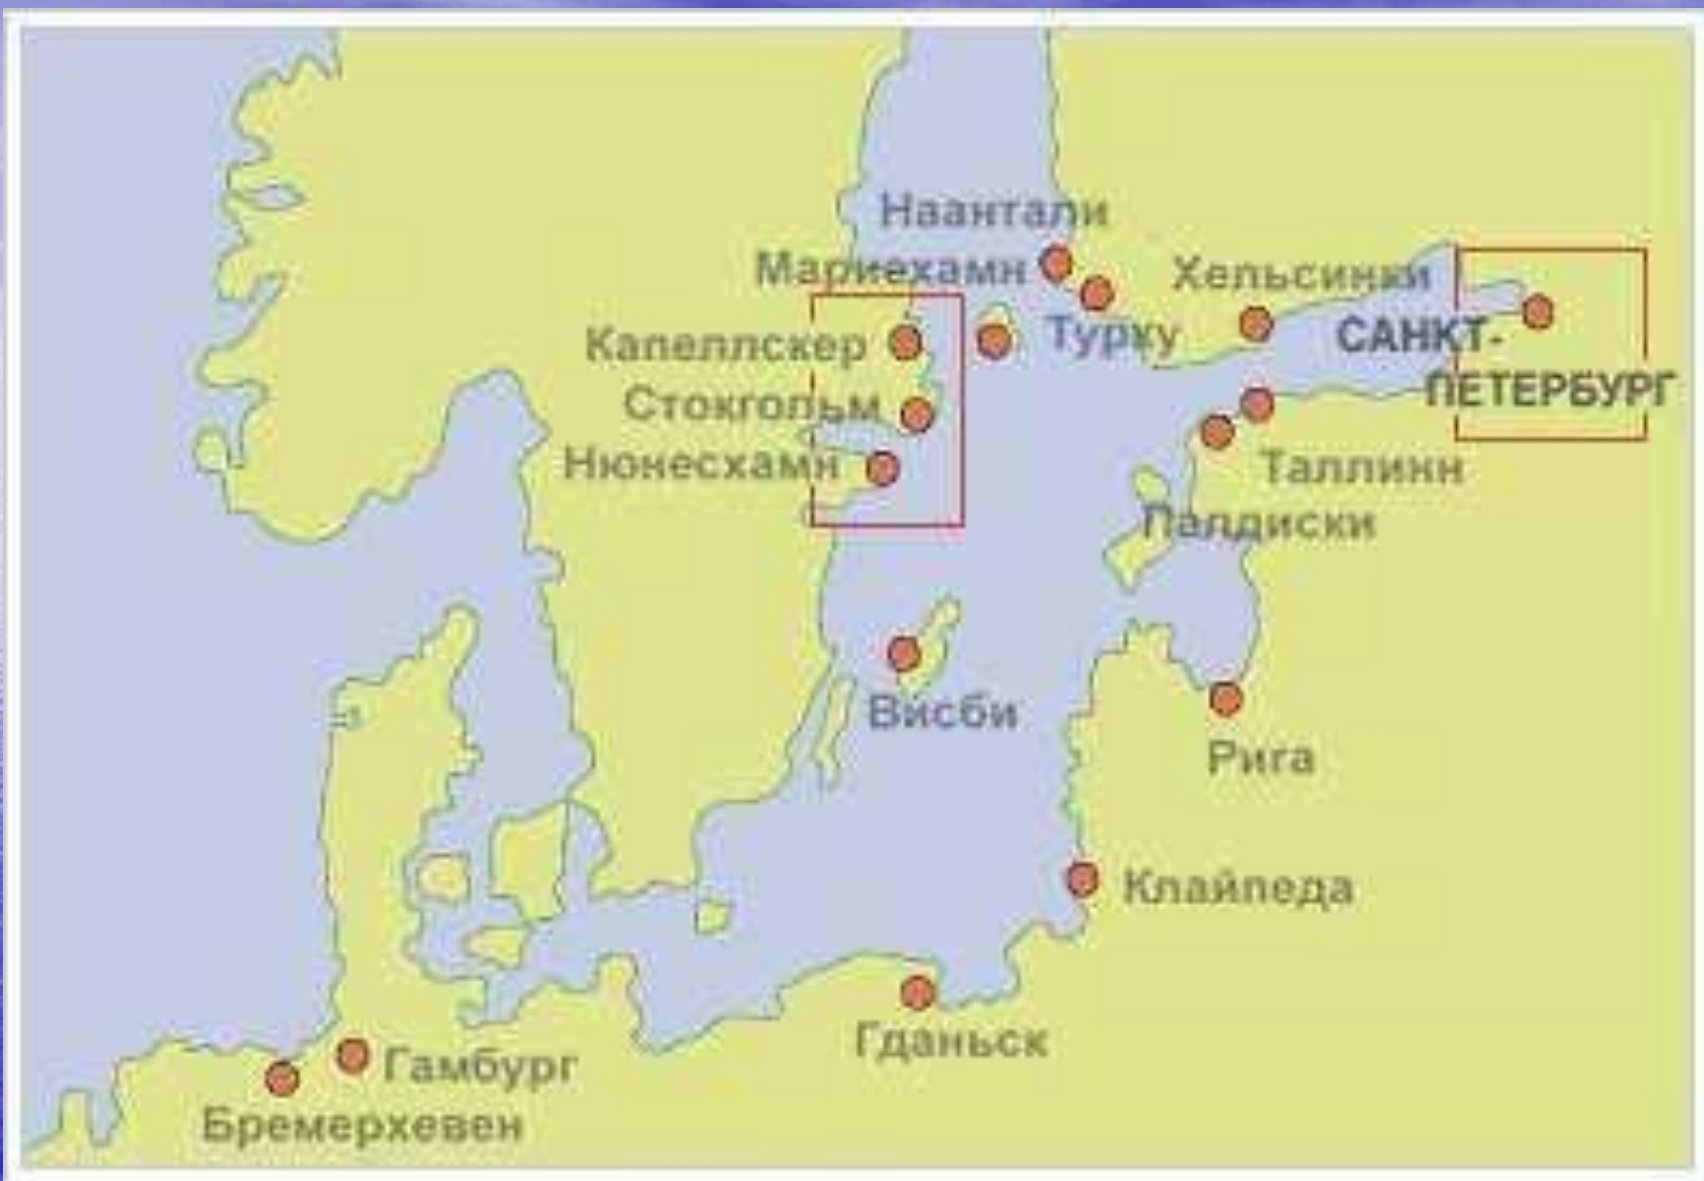 Наантали
Мариехамн
Хельсинки
Капеллскер
Турку
САНКТ-
ПЕТЕРБУРГ
Стокгольм
Нюнесхамн
Таллинн
Палдиски
Висби
Рига
Клайпеда
Гданьск
Гамбург
Бремерхевен